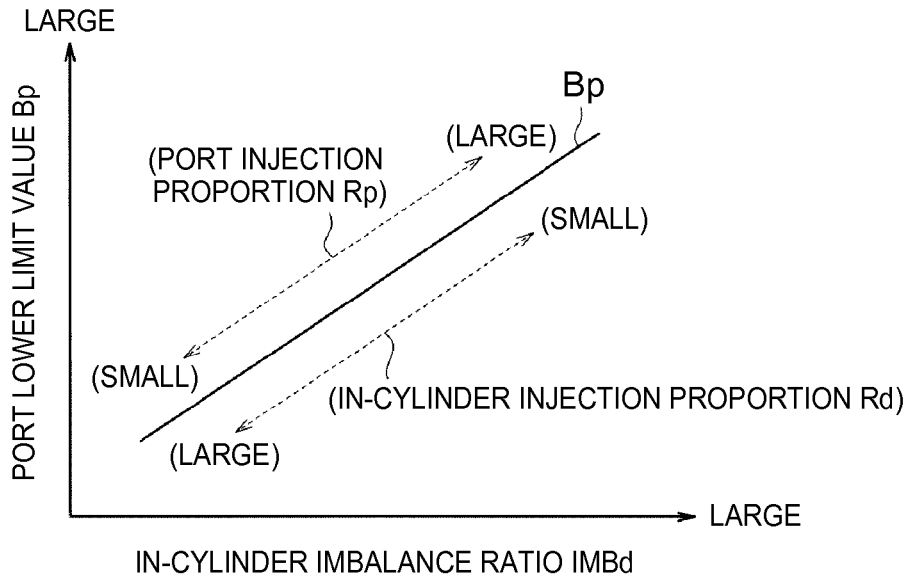 LARGE
PORT LOWER LIMIT VALUE Bp
Bp
(LARGE)
(PORT INJECTION
PROPORTION Rp)
(SMALL)
(SMALL)
(IN-CYLINDER INJECTION PROPORTION Rd)
(LARGE)
LARGE
IN-CYLINDER IMBALANCE RATIO IMBd